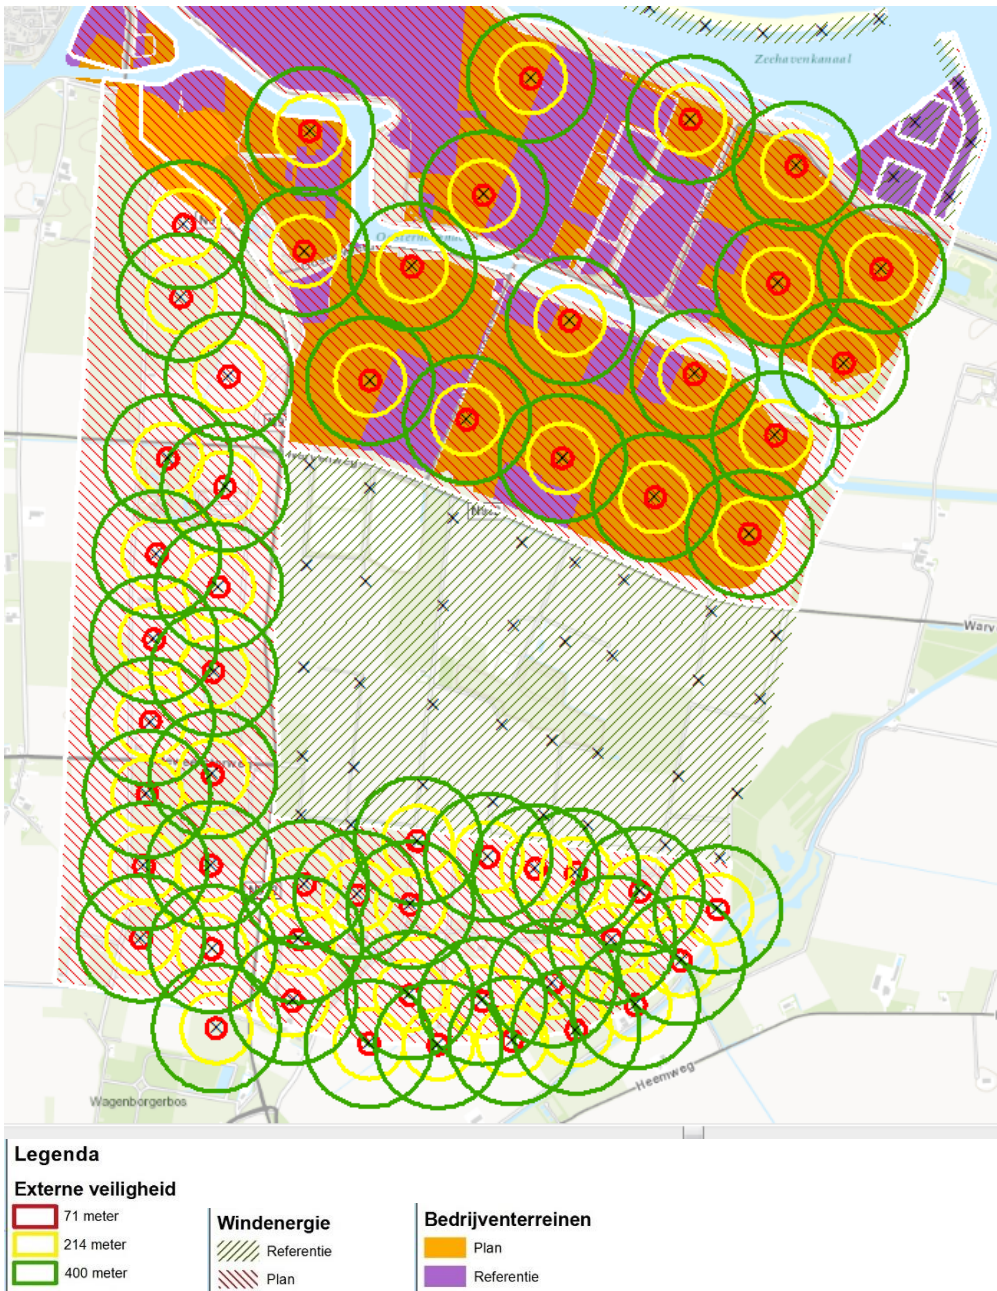 Zeehavenkanaal
Heemweg
Wagenborgerbos
Legenda
Externe veiligheid
71 meter
214 meter
400 meter
Windenergie
Referentie
Plan
Bedrijventerreinen
Plan
Referentie